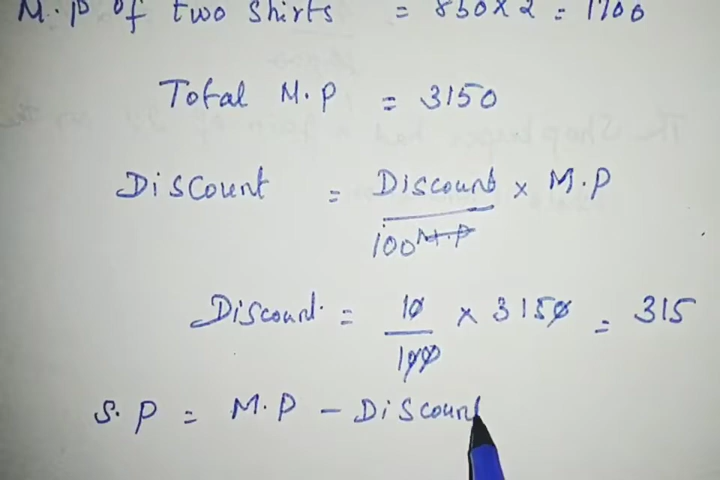 M.P of two shirts = 850 x 2 = 1700
Total M.P = 3150
Discount = Discount/100 x M.P
Discount = 10/100 x 3150 = 315
S.P = M.P - Discount